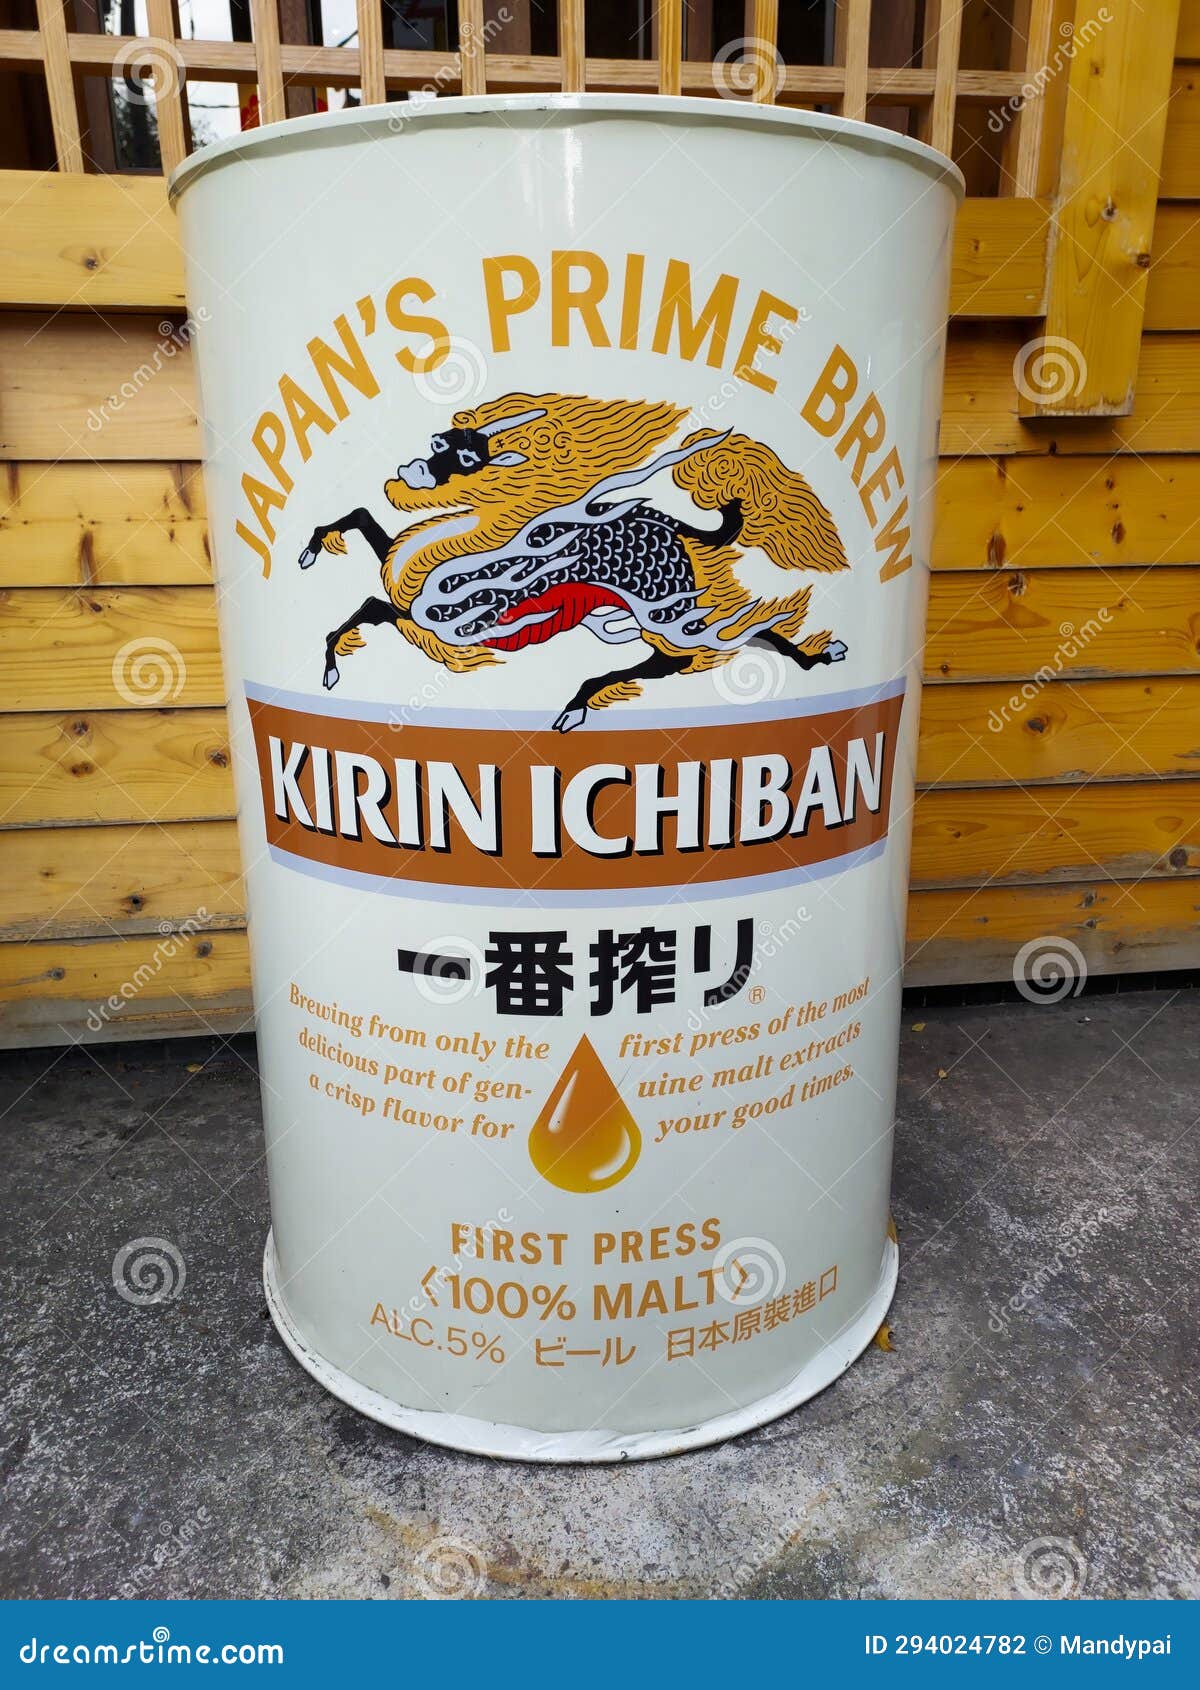 JAPAN'S PRIME BREW
KIRIN ICHIBAN
一番搾り®
Brewing from only the first press of the most
delicious part of gen- uine malt extracts
a crisp flavor for your good times.
FIRST PRESS
〈100% MALT〉
ALC.5% ビール 日本原裝進口
dreamstime.com
ID 294024782 © Mandypai